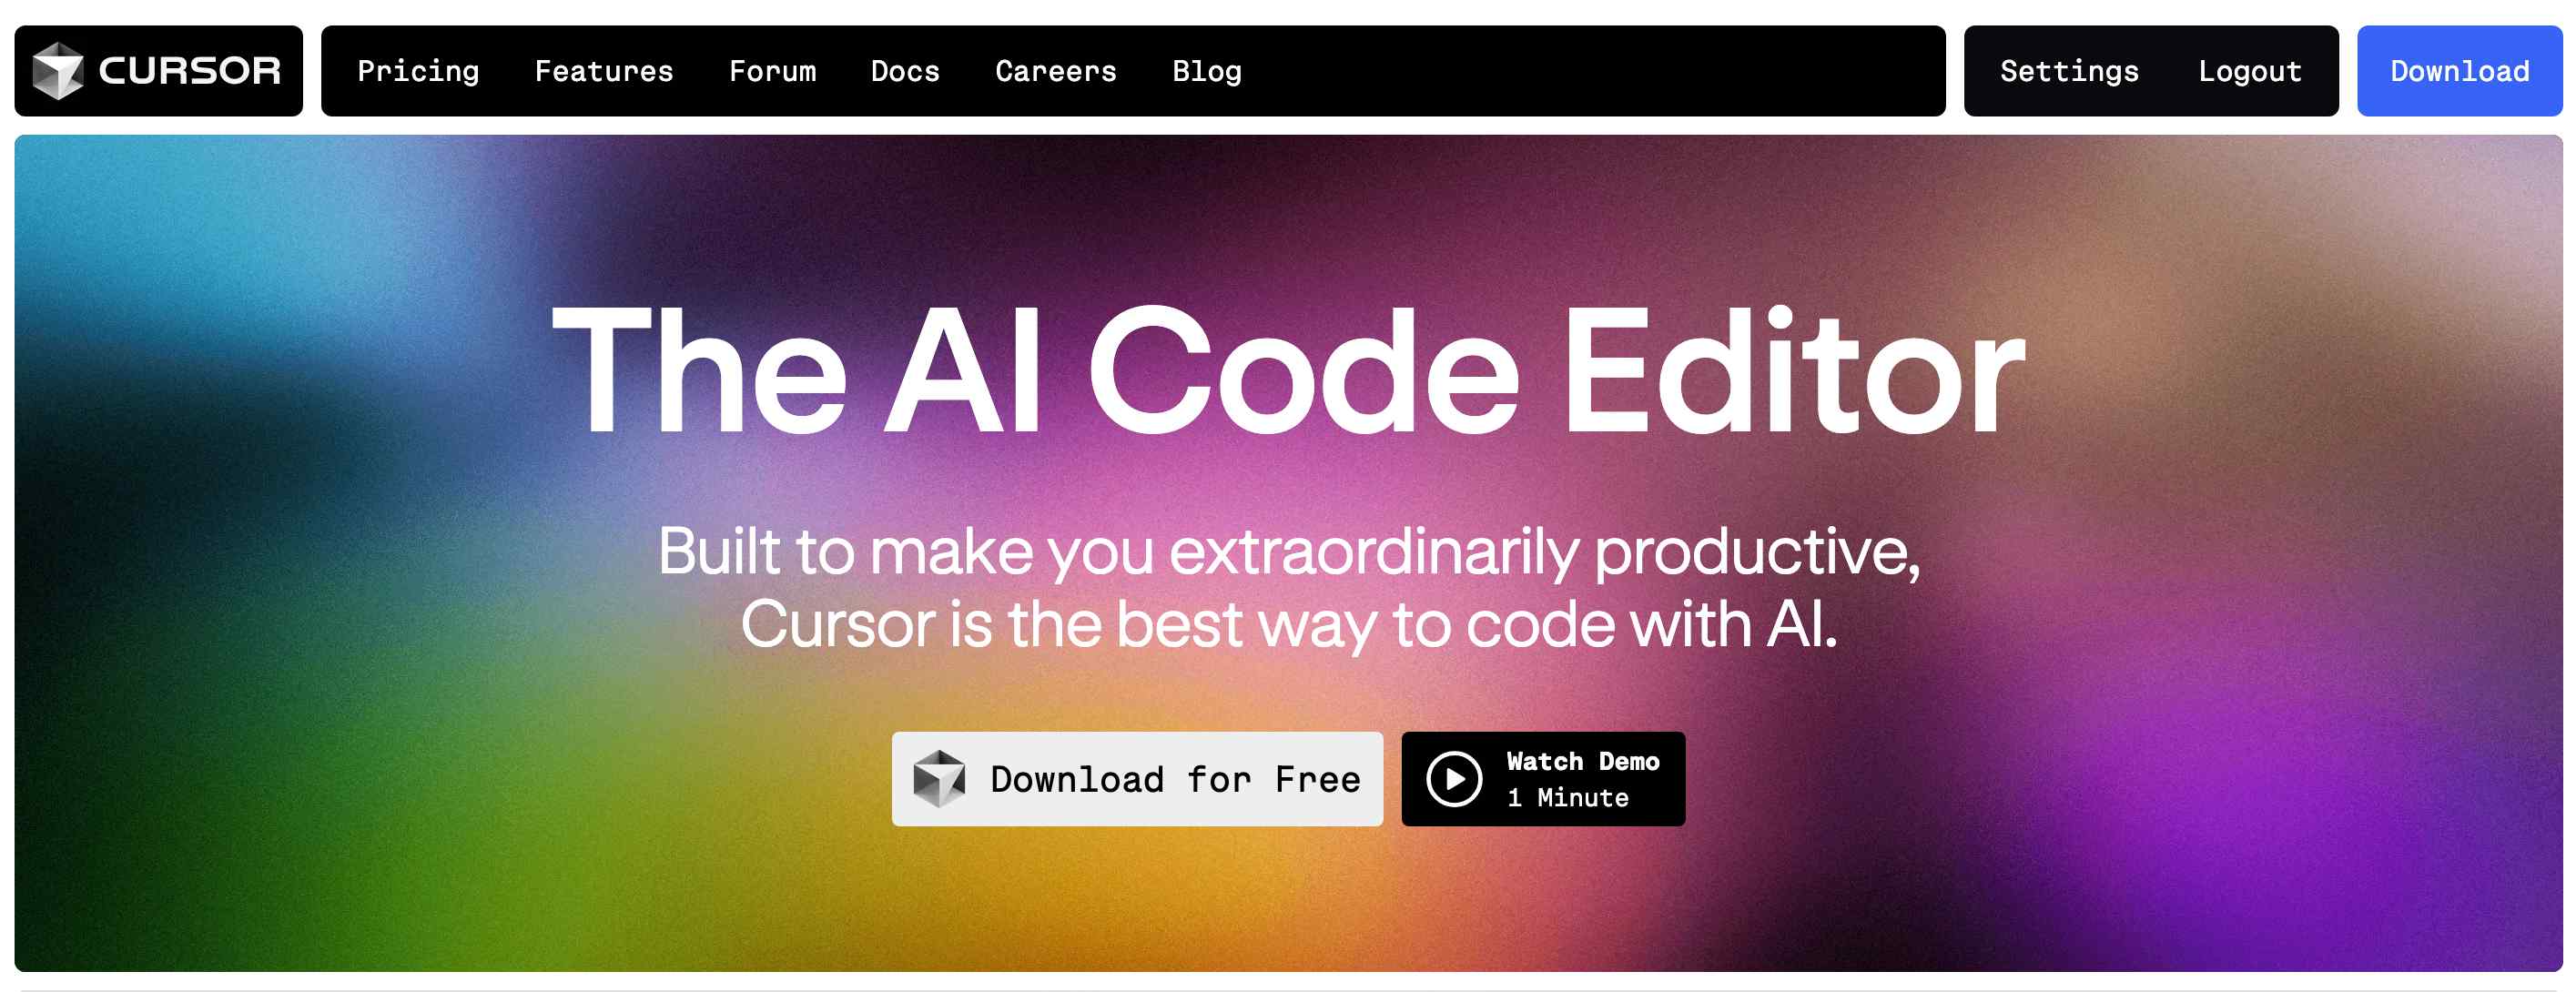 CURSOR
Pricing Features Forum Docs Careers Blog
Settings Logout
Download
The AI Code Editor
Built to make you extraordinarily productive,
Cursor is the best way to code with AI.
Download for Free
Watch Demo
1 Minute